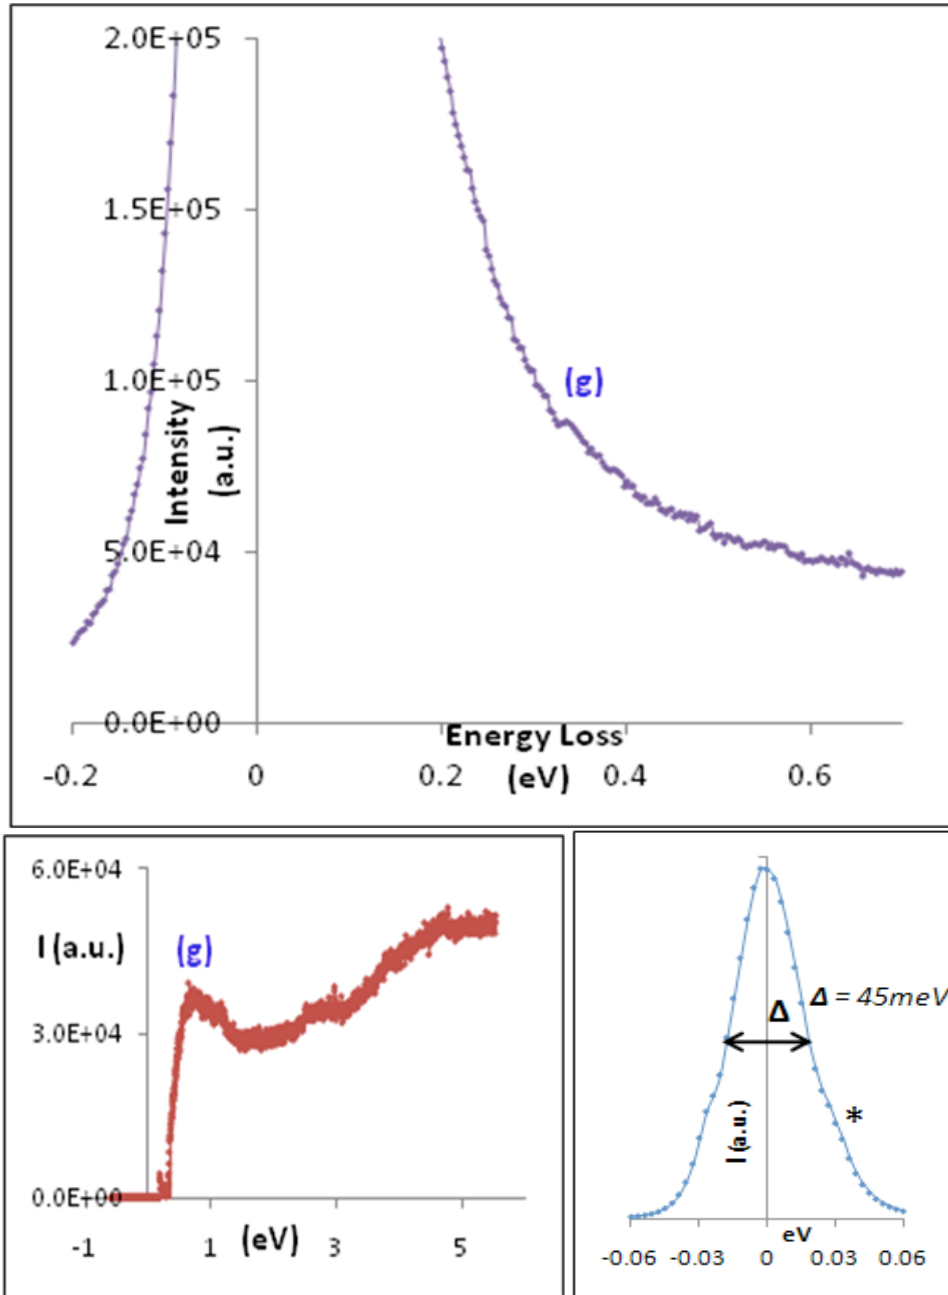 2.0E+05
1.5E+05
1.0E+05
(g)
Intensity
(a.u.)
5.0E+04
0.0E+00
Energy Loss
(eV)
-0.2 0 0.2 0.4 0.6
6.0E+04
I (a.u.)
(g)
3.0E+04
0.0E+00
(eV)
-1 1 3 5
Δ
Δ = 45meV
*
I (a.u.)
eV
-0.06 -0.03 0 0.03 0.06